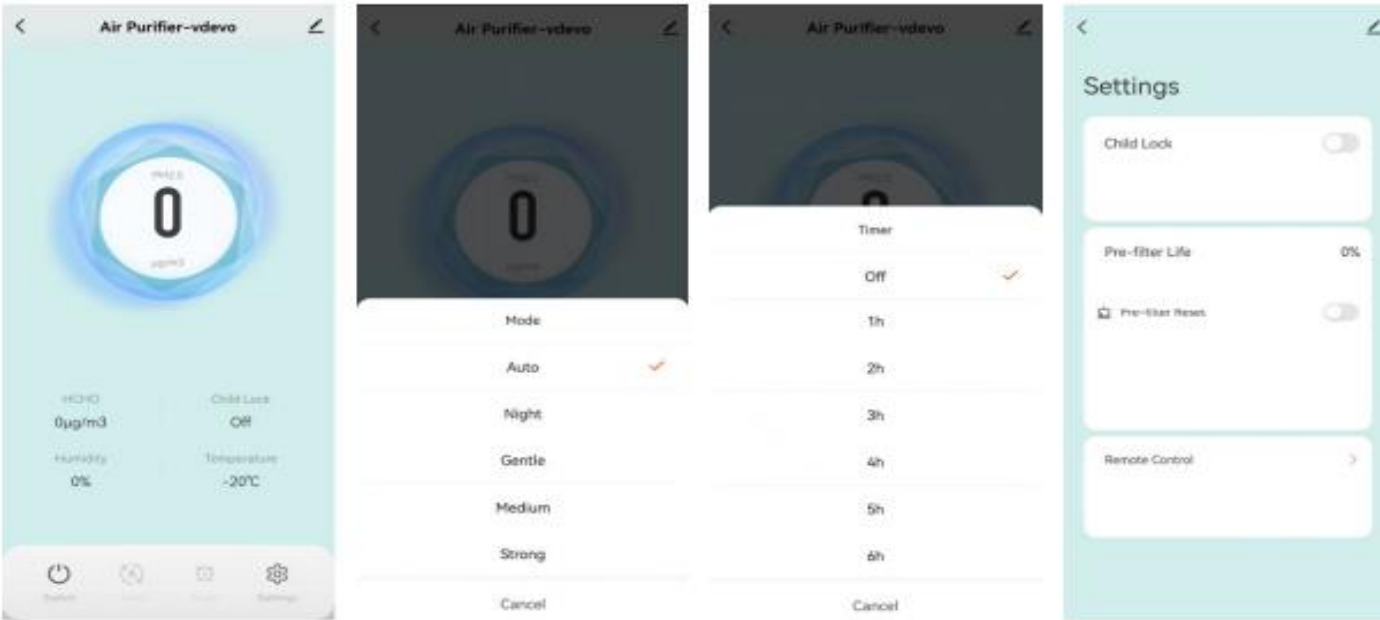 Air Purifier-vdevo
PM2.5
0
μg/m3
HCHO
0μg/m3
Child Lock
Off
Humidity
0%
Temperature
-20℃
Switch
Settings
Air Purifier-vdevo
0
Mode
Auto
Night
Gentle
Medium
Strong
Cancel
Air Purifier-vdevo
Timer
Off
1h
2h
3h
4h
5h
6h
Cancel
Settings
Child Lock
Pre-filter Life
0%
Pre-filter Reset
Remote Control